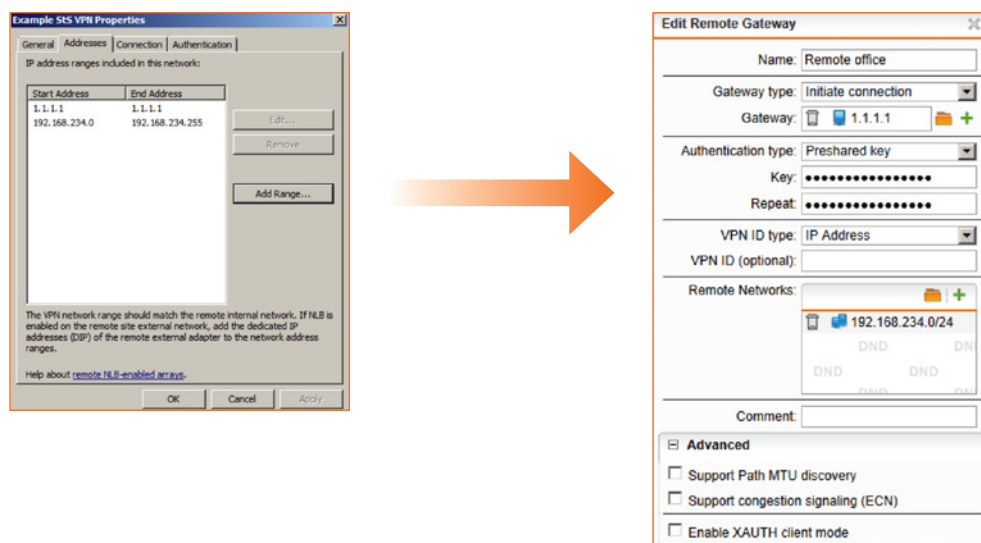 Example StS VPN Properties
General Addresses Connection Authentication
IP address ranges included in this network:
Start Address End Address
1.1.1.1 1.1.1.1
192.168.234.0 192.168.234.255
Edit...
Remove
Add Range...
The VPN network range should match the remote internal network. If NLB is
enabled on the remote site external network, add the dedicated IP
addresses (DIP) of the remote external adapter to the network address
ranges.
Help about remote NLB-enabled arrays.
OK Cancel Apply
Edit Remote Gateway
Name: Remote office
Gateway type: Initiate connection
Gateway: 1.1.1.1
Authentication type: Preshared key
Key: ●●●●●●●●●●●●●●●●
Repeat: ●●●●●●●●●●●●●●●●
VPN ID type: IP Address
VPN ID (optional):
Remote Networks:
192.168.234.0/24
DND DN
DND DND
DND DN
Comment:
Advanced
Support Path MTU discovery
Support congestion signaling (ECN)
Enable XAUTH client mode